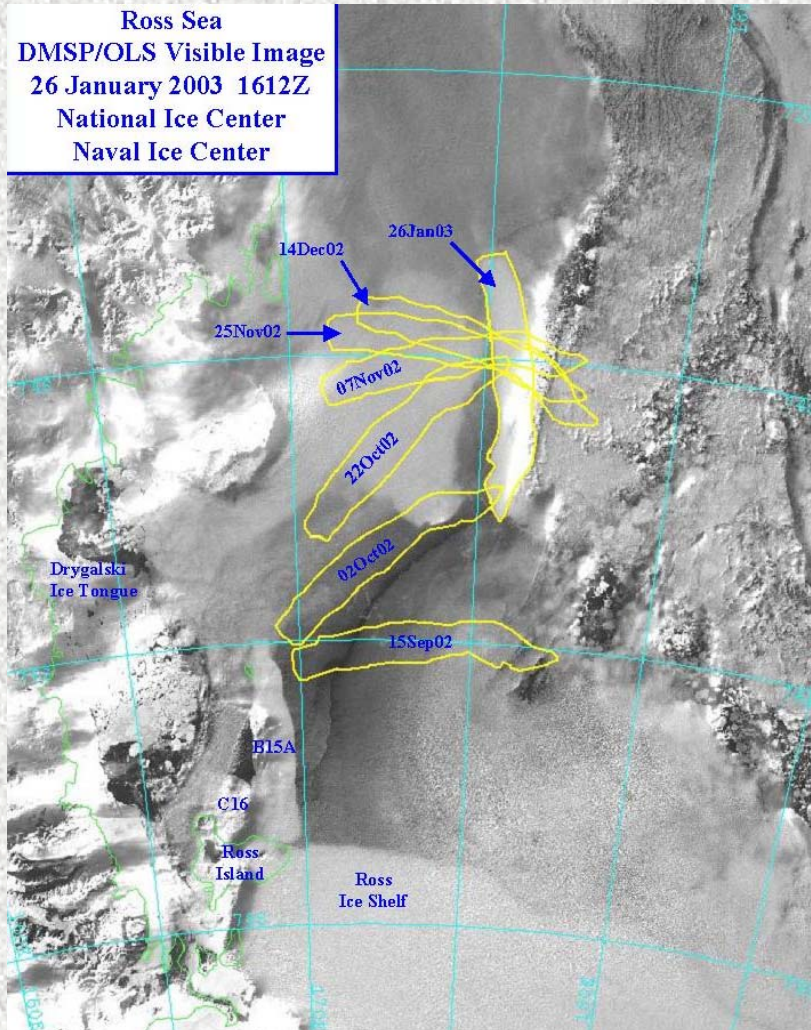 Ross Sea
DMSP/OLS Visible Image
26 January 2003 1612Z
National Ice Center
Naval Ice Center
26Jan03
14Dec02
25Nov02
07Nov02
22Oct02
02Oct02
15Sep02
Drygalski
Ice Tongue
B15A
C16
Ross
Island
Ross
Ice Shelf